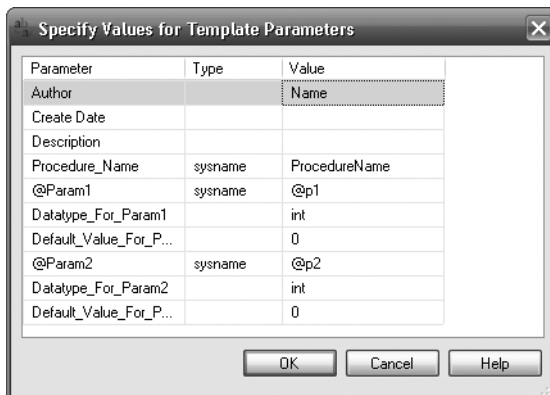 Specify Values for Template Parameters
Parameter Type Value
Author Name
Create Date
Description
Procedure_Name sysname ProcedureName
@Param1 sysname @p1
Datatype_For_Param1 int
Default_Value_For_P... 0
@Param2 sysname @p2
Datatype_For_Param2 int
Default_Value_For_P... 0
OK Cancel Help